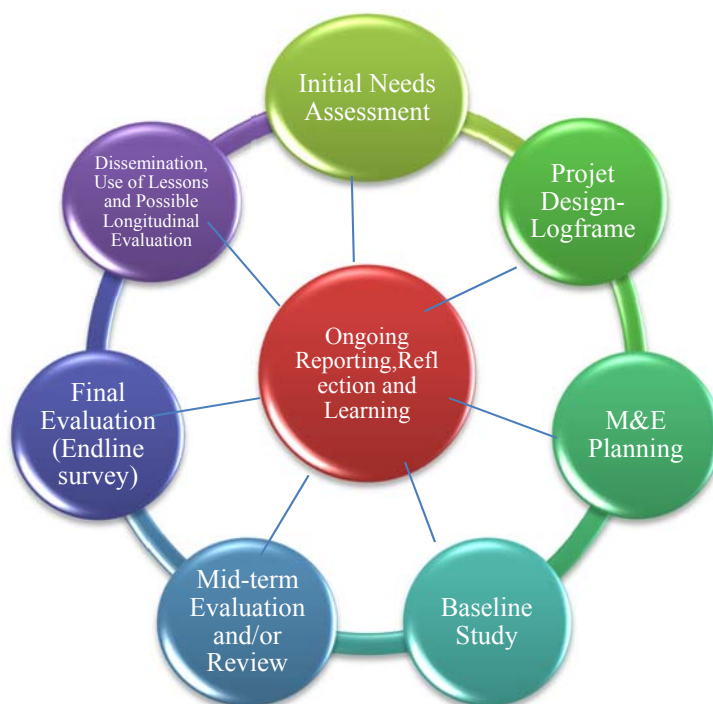 Initial Needs
Assessment
Projet
Design-
Logframe
M&E
Planning
Baseline
Study
Mid-term
Evaluation
and/or
Review
Final
Evaluation
(Endline
survey)
Dissemination,
Use of Lessons
and Possible
Longitudinal
Evaluation
Ongoing
Reporting,Refl
ection and
Learning